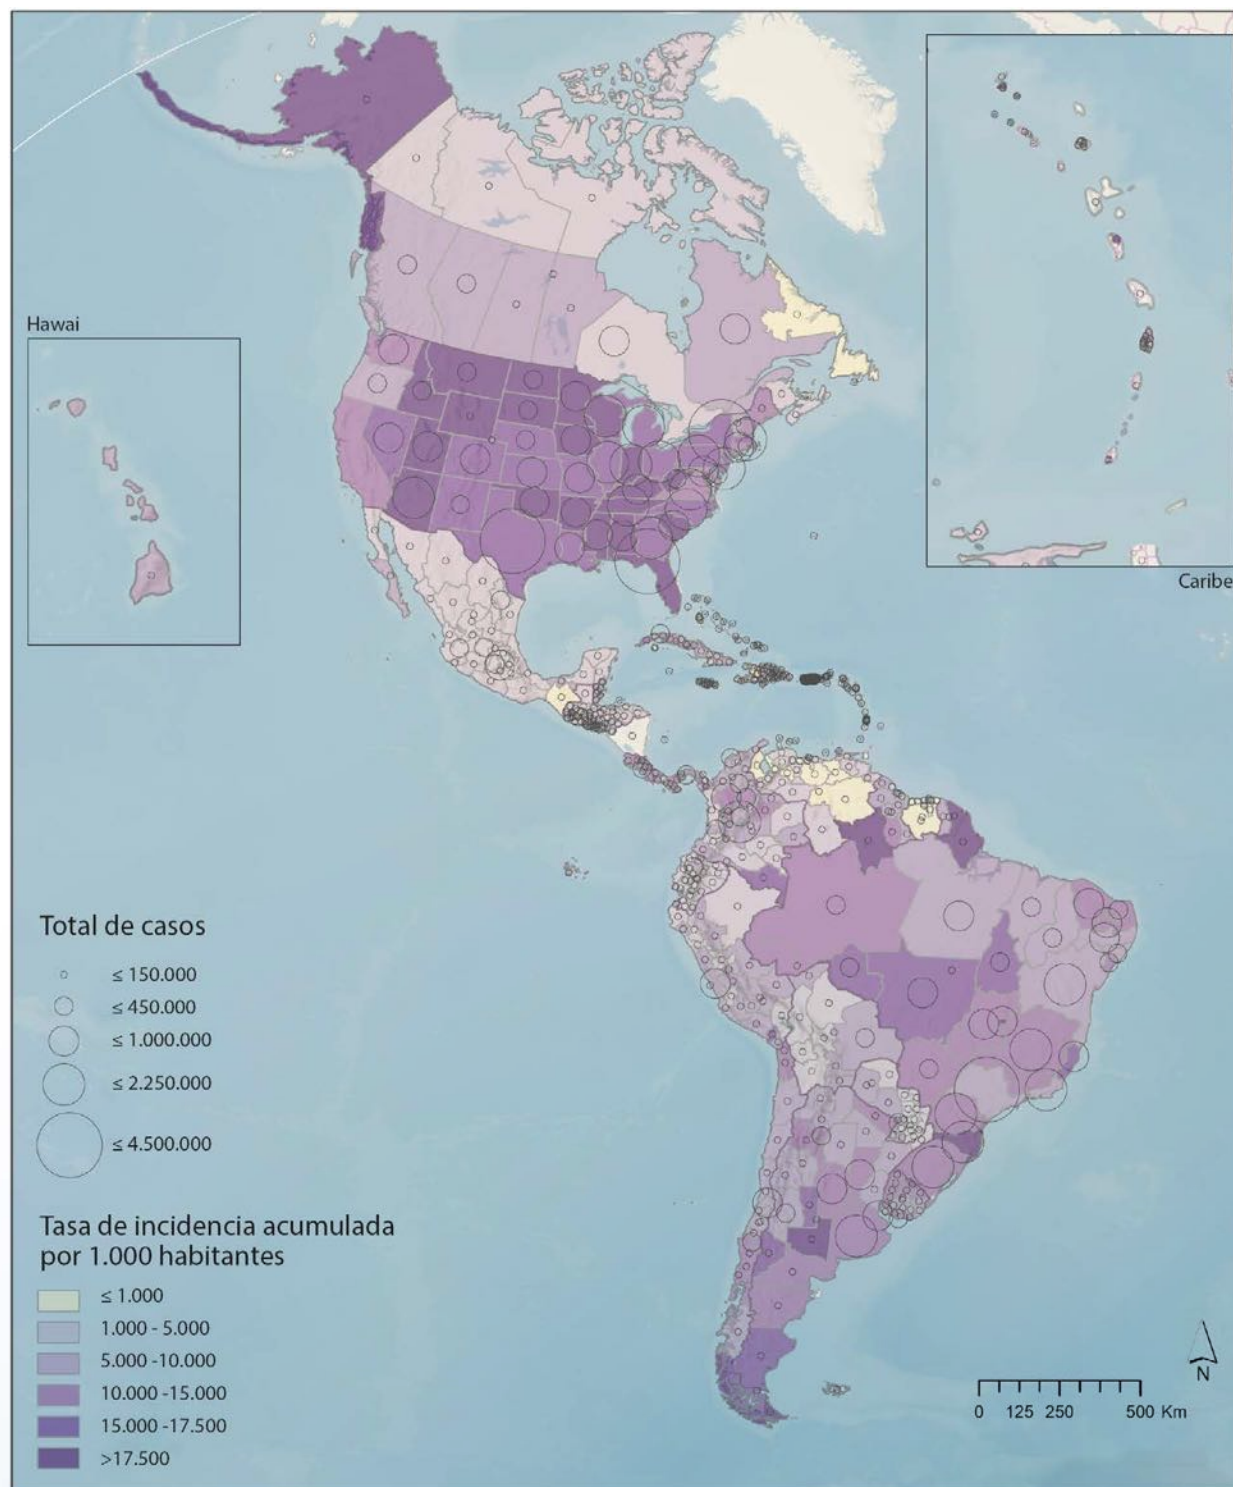 Hawai
Caribe
Total de casos
≤ 150.000
≤ 450.000
≤ 1.000.000
≤ 2.250.000
≤ 4.500.000
Tasa de incidencia acumulada
por 1.000 habitantes
≤ 1.000
1.000 - 5.000
5.000 -10.000
10.000 -15.000
15.000 -17.500
>17.500
N
0 125 250 500 Km